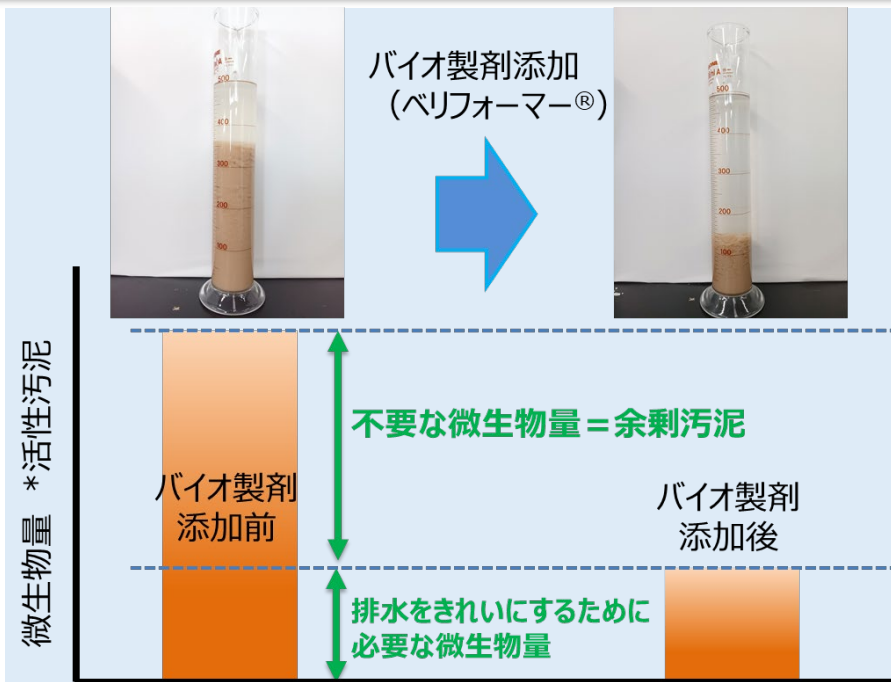 バイオ製剤添加
（ベリフォーマー®）
500
400
300
200
100
500
400
300
200
100
微生物量 *活性汚泥
不要な微生物量＝余剰汚泥
バイオ製剤
添加前
バイオ製剤
添加後
排水をきれいにするために
必要な微生物量